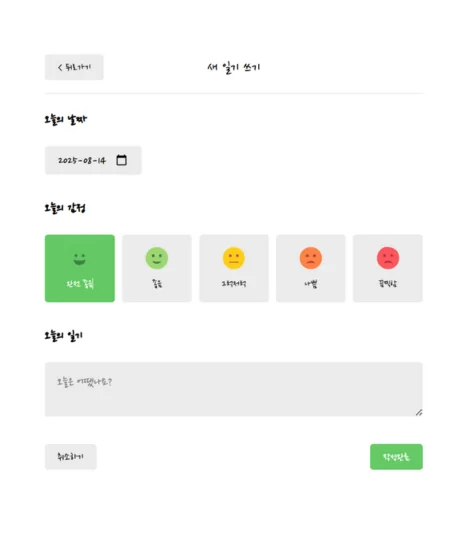 < 뒤로가기
새 일기 쓰기
오늘의 날짜
2025-08-14
오늘의 감정
완전 좋음
좋음
그럭저럭
나쁨
끔찍함
오늘의 일기
오늘은 어땠나요?
취소하기
작성완료